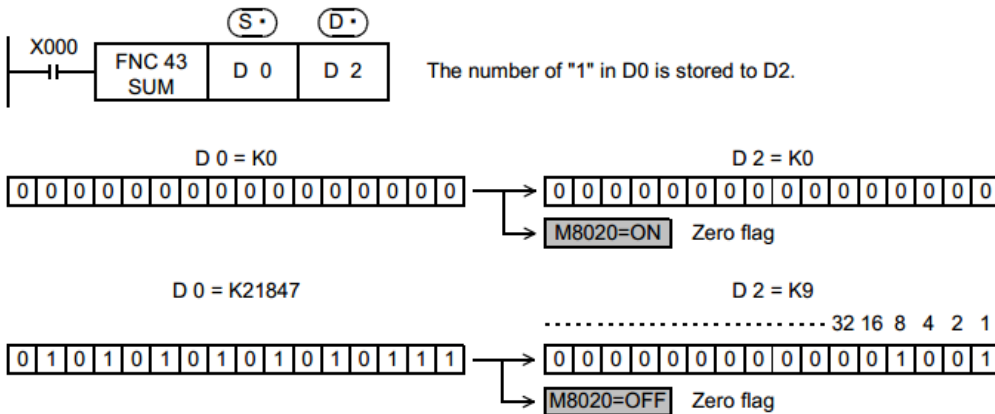 S・ D・
X000
FNC 43 SUM D 0 D 2 The number of "1" in D0 is stored to D2.
D 0 = K0 D 2 = K0
0 0 0 0 0 0 0 0 0 0 0 0 0 0 0 0 0 0 0 0 0 0 0 0 0 0 0 0 0 0 0 0
M8020=ON Zero flag
D 0 = K21847 D 2 = K9
32 16 8 4 2 1
0 1 0 1 0 1 0 1 0 1 0 1 0 1 1 1 0 0 0 0 0 0 0 0 0 0 0 0 1 0 0 1
M8020=OFF Zero flag